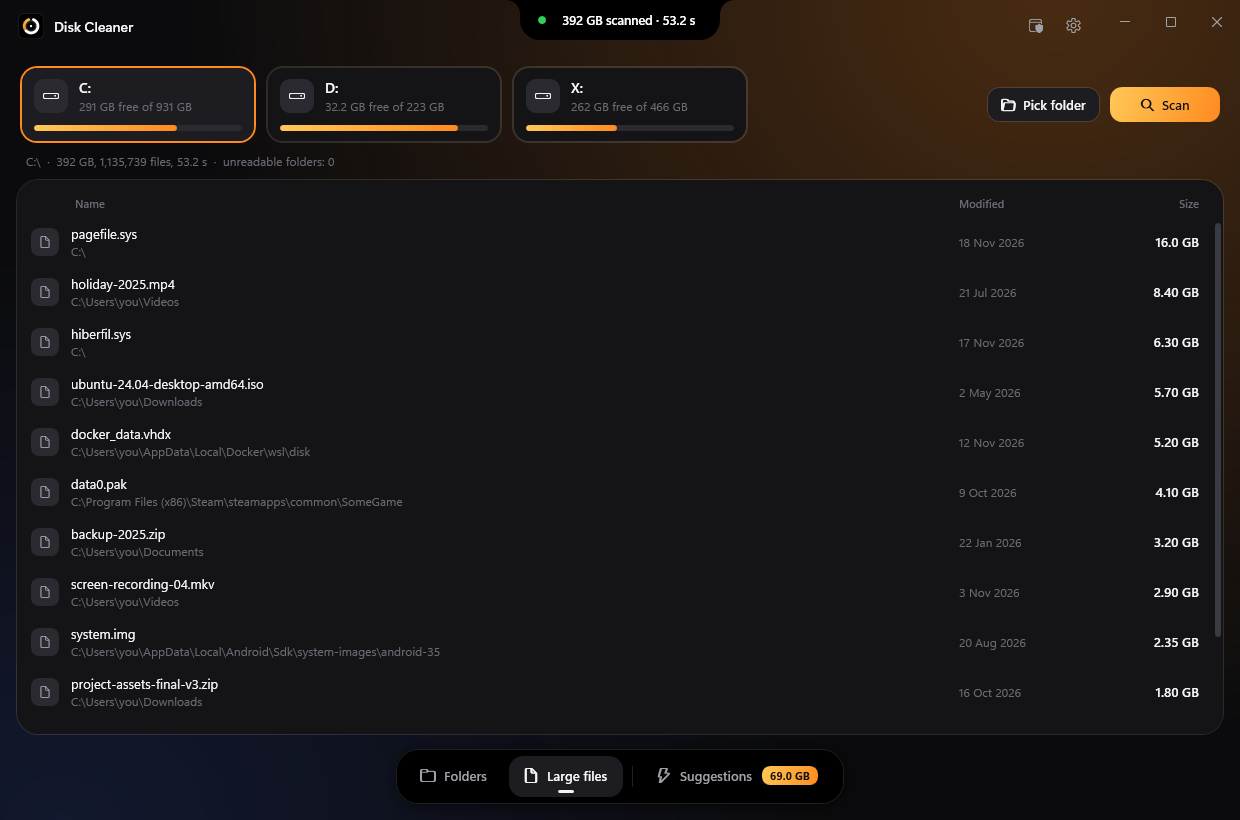 Disk Cleaner
392 GB scanned · 53.2 s
C:
291 GB free of 931 GB
D:
32.2 GB free of 223 GB
X:
262 GB free of 466 GB
Pick folder
Scan
C:\ · 392 GB, 1,135,739 files, 53.2 s · unreadable folders: 0
Name Modified Size
pagefile.sys
C:\
18 Nov 2026 16.0 GB
holiday-2025.mp4
C:\Users\you\Videos
21 Jul 2026 8.40 GB
hiberfil.sys
C:\
17 Nov 2026 6.30 GB
ubuntu-24.04-desktop-amd64.iso
C:\Users\you\Downloads
2 May 2026 5.70 GB
docker_data.vhdx
C:\Users\you\AppData\Local\Docker\wsl\disk
12 Nov 2026 5.20 GB
data0.pak
C:\Program Files (x86)\Steam\steamapps\common\SomeGame
9 Oct 2026 4.10 GB
backup-2025.zip
C:\Users\you\Documents
22 Jan 2026 3.20 GB
screen-recording-04.mkv
C:\Users\you\Videos
3 Nov 2026 2.90 GB
system.img
C:\Users\you\AppData\Local\Android\Sdk\system-images\android-35
20 Aug 2026 2.35 GB
project-assets-final-v3.zip
C:\Users\you\Downloads
16 Oct 2026 1.80 GB
Folders
Large files
Suggestions 69.0 GB